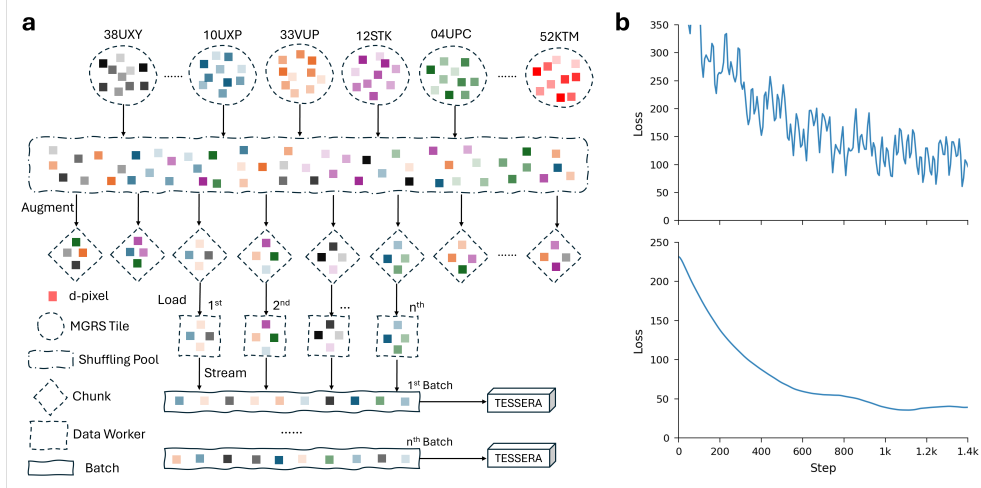 a
38UXY
10UXP
33VUP
12STK
04UPC
52KTM
......
......
Augment
......
d-pixel
MGRS Tile
Shuffling Pool
Chunk
Data Worker
Batch
Load
1st
2nd
...
nth
Stream
1st Batch
TESSERA
......
nth Batch
TESSERA
b
350
300
250
200
150
100
50
0
Loss
250
200
150
100
50
0
Loss
0
200
400
600
800
1k
1.2k
1.4k
Step